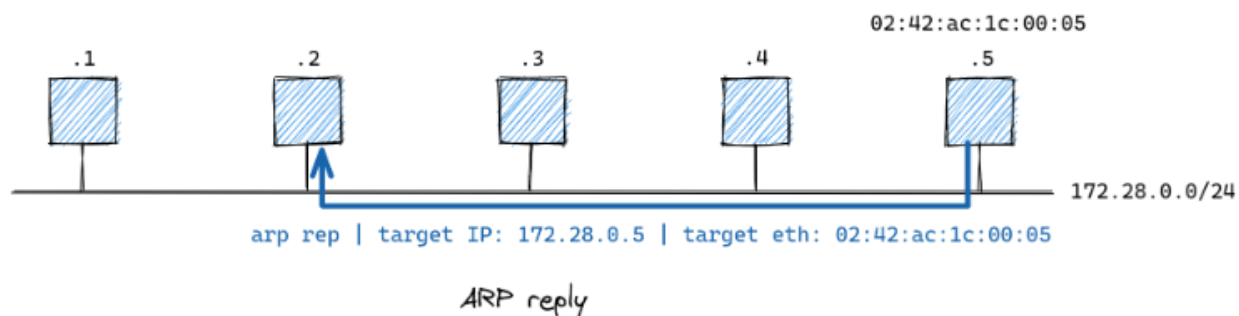 02:42:ac:1c:00:05
.1 .2 .3 .4 .5
172.28.0.0/24
arp rep | target IP: 172.28.0.5 | target eth: 02:42:ac:1c:00:05
ARP reply